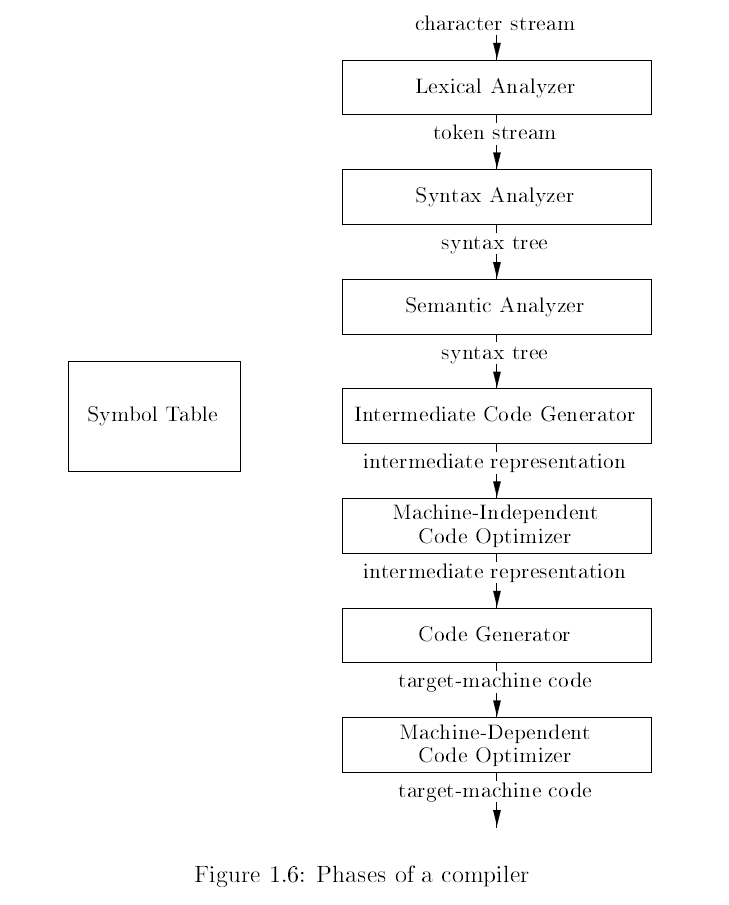 character stream
Lexical Analyzer
token stream
Syntax Analyzer
syntax tree
Semantic Analyzer
syntax tree
Symbol Table
Intermediate Code Generator
intermediate representation
Machine-Independent
Code Optimizer
intermediate representation
Code Generator
target-machine code
Machine-Dependent
Code Optimizer
target-machine code
Figure 1.6: Phases of a compiler